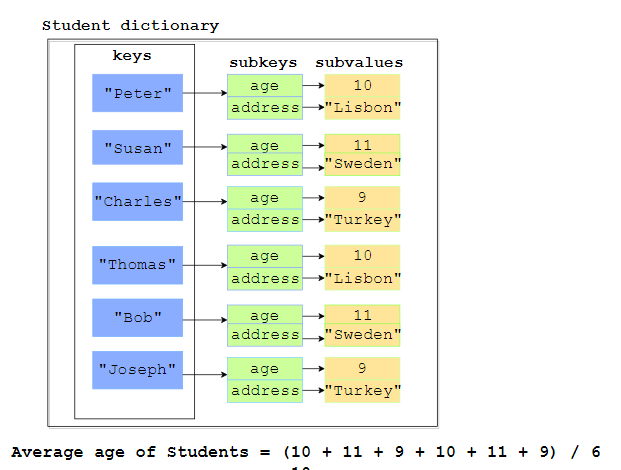 Student dictionary
keys
subkeys subvalues
"Peter"
age 10
address "Lisbon"
"Susan"
age 11
address "Sweden"
"Charles"
age 9
address "Turkey"
"Thomas"
age 10
address "Lisbon"
"Bob"
age 11
address "Sweden"
"Joseph"
age 9
address "Turkey"
Average age of Students = (10 + 11 + 9 + 10 + 11 + 9) / 6